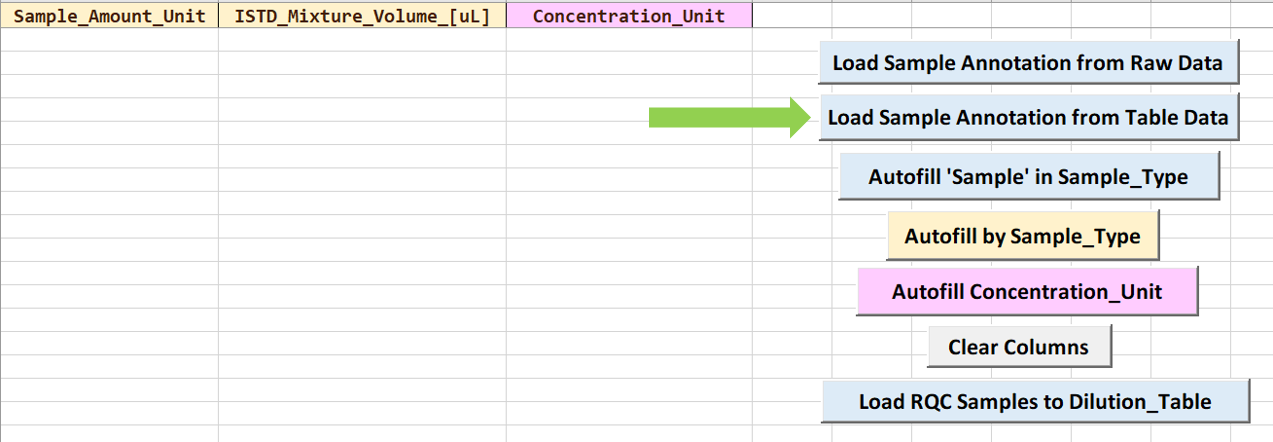 Sample_Amount_Unit ISTD_Mixture_Volume_[uL] Concentration_Unit
Load Sample Annotation from Raw Data
Load Sample Annotation from Table Data
Autofill 'Sample' in Sample_Type
Autofill by Sample_Type
Autofill Concentration_Unit
Clear Columns
Load RQC Samples to Dilution_Table